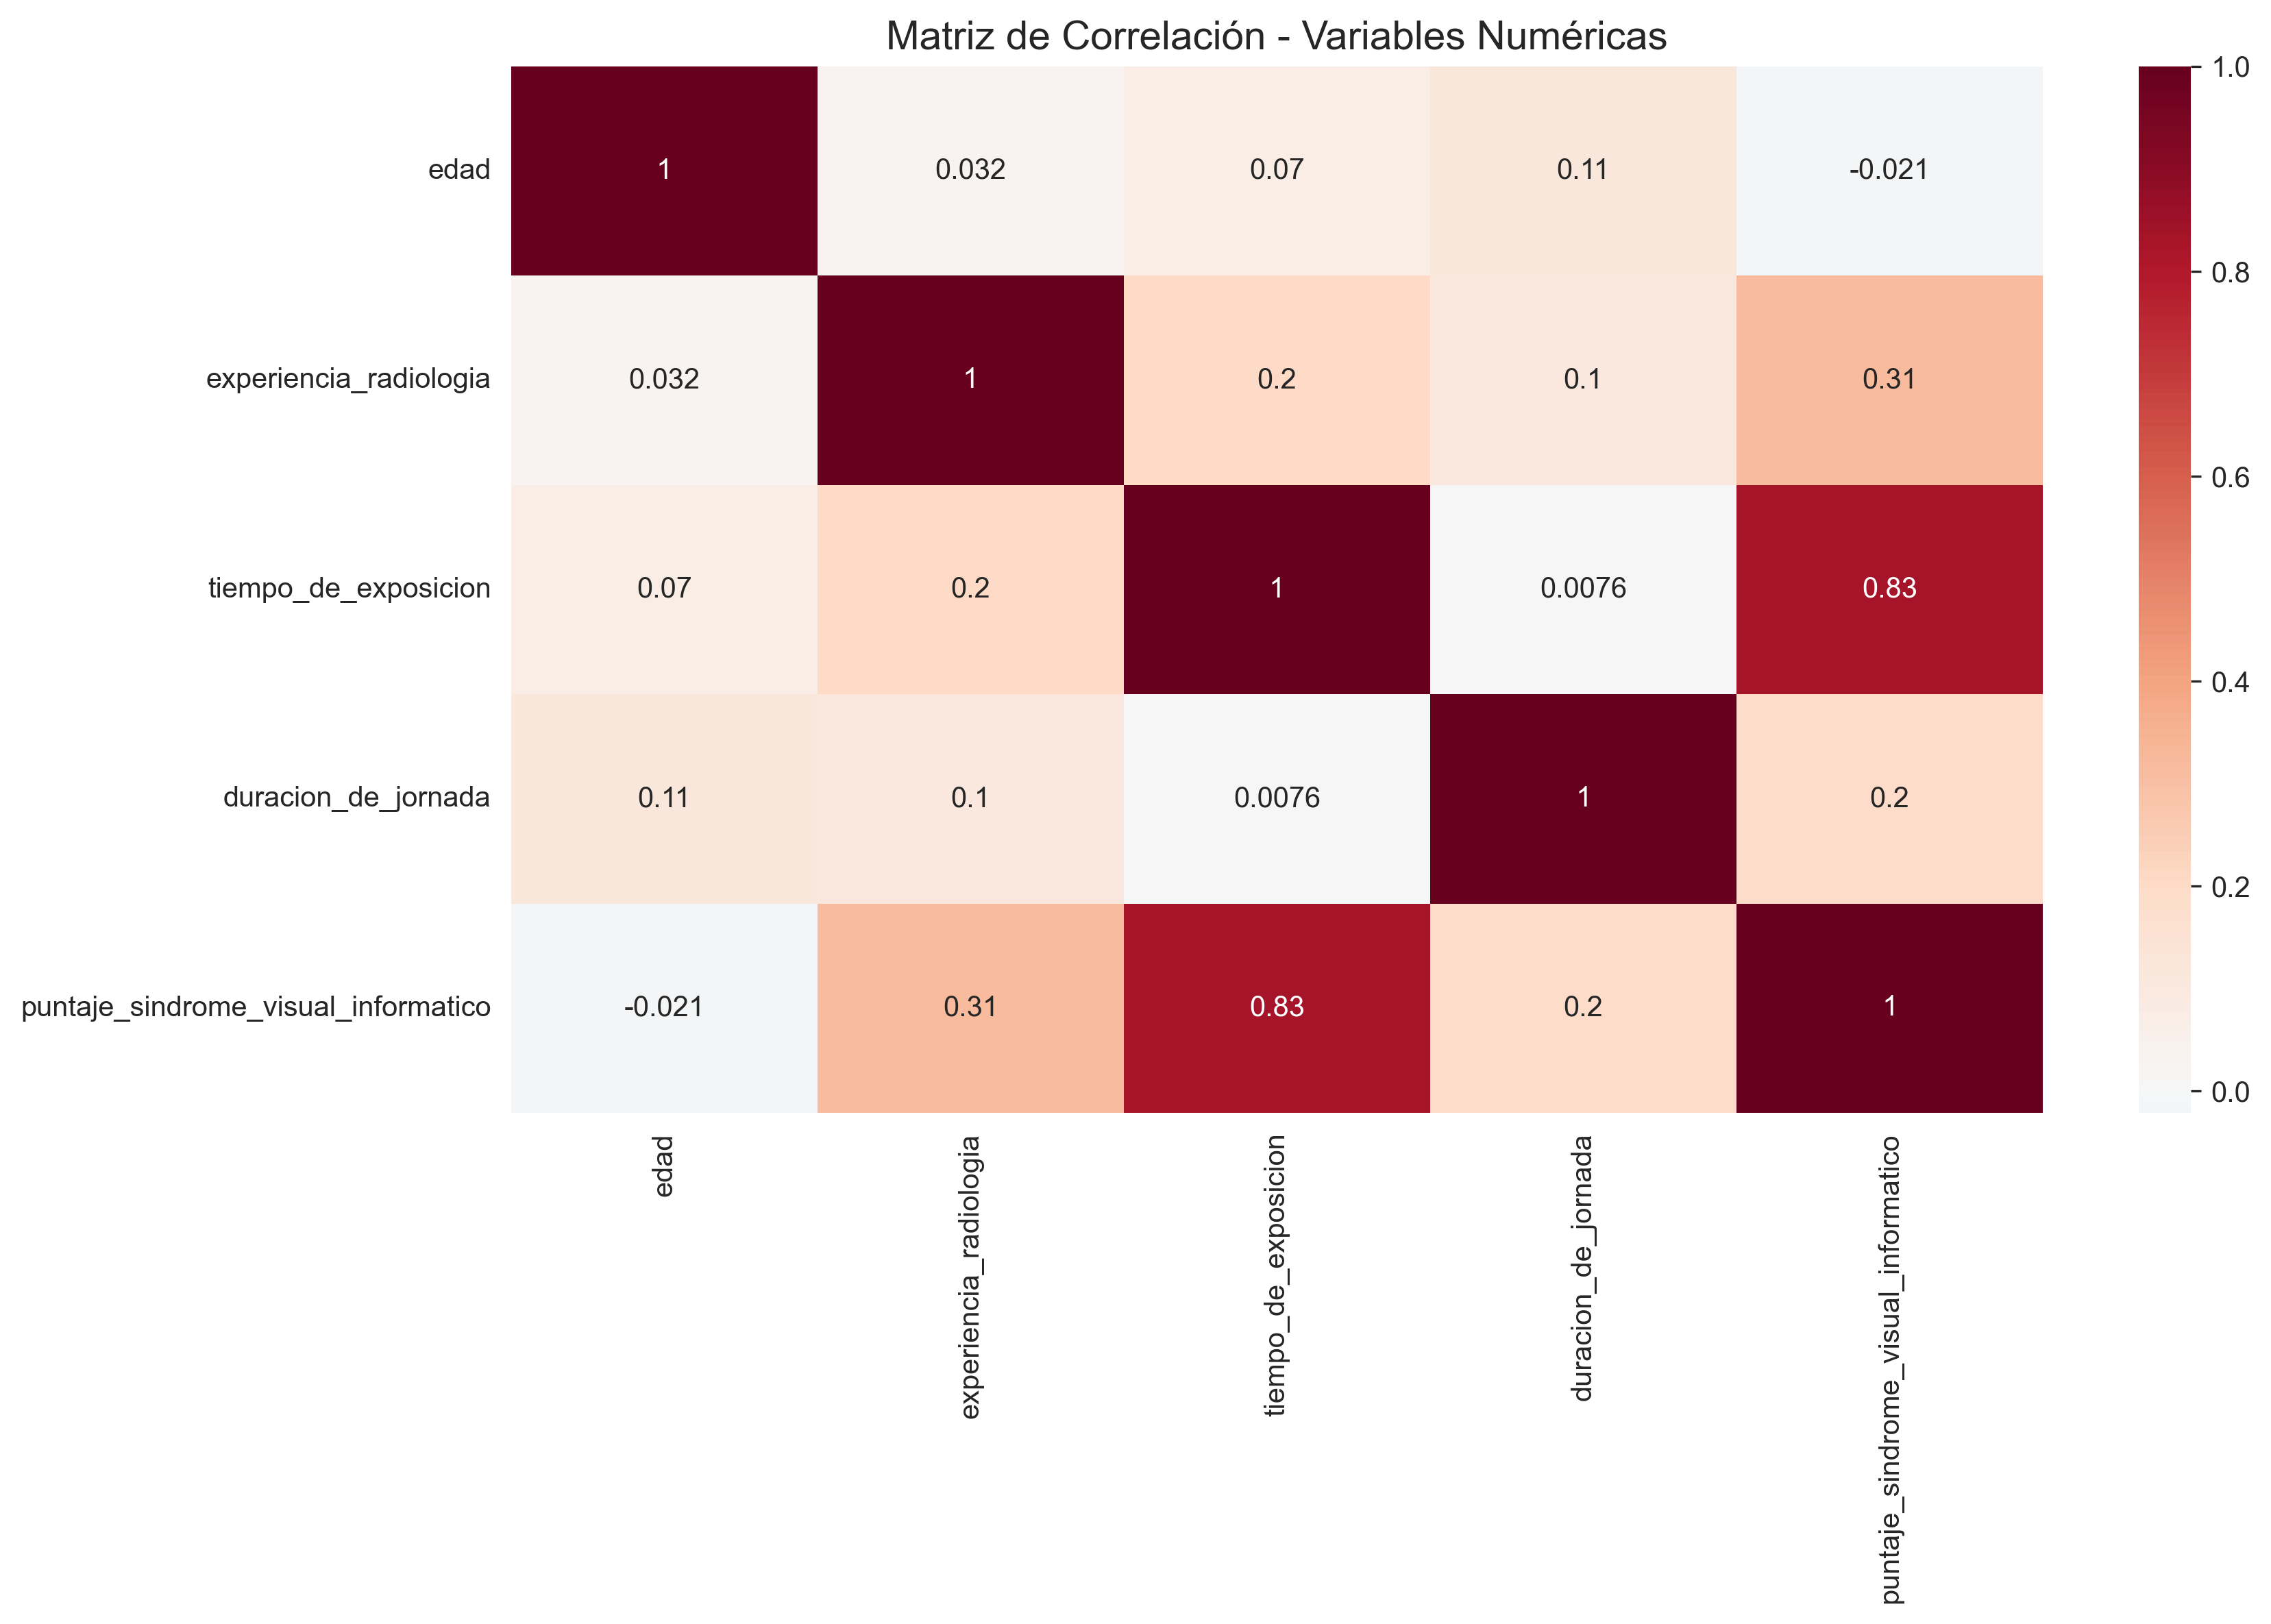 Matriz de Correlación - Variables Numéricas
edad
1
0.032
0.07
0.11
-0.021
experiencia_radiologia
0.032
1
0.2
0.1
0.31
tiempo_de_exposicion
0.07
0.2
1
0.0076
0.83
duracion_de_jornada
0.11
0.1
0.0076
1
0.2
puntaje_sindrome_visual_informatico
-0.021
0.31
0.83
0.2
1
edad
experiencia_radiologia
tiempo_de_exposicion
duracion_de_jornada
puntaje_sindrome_visual_informatico
1.0
0.8
0.6
0.4
0.2
0.0